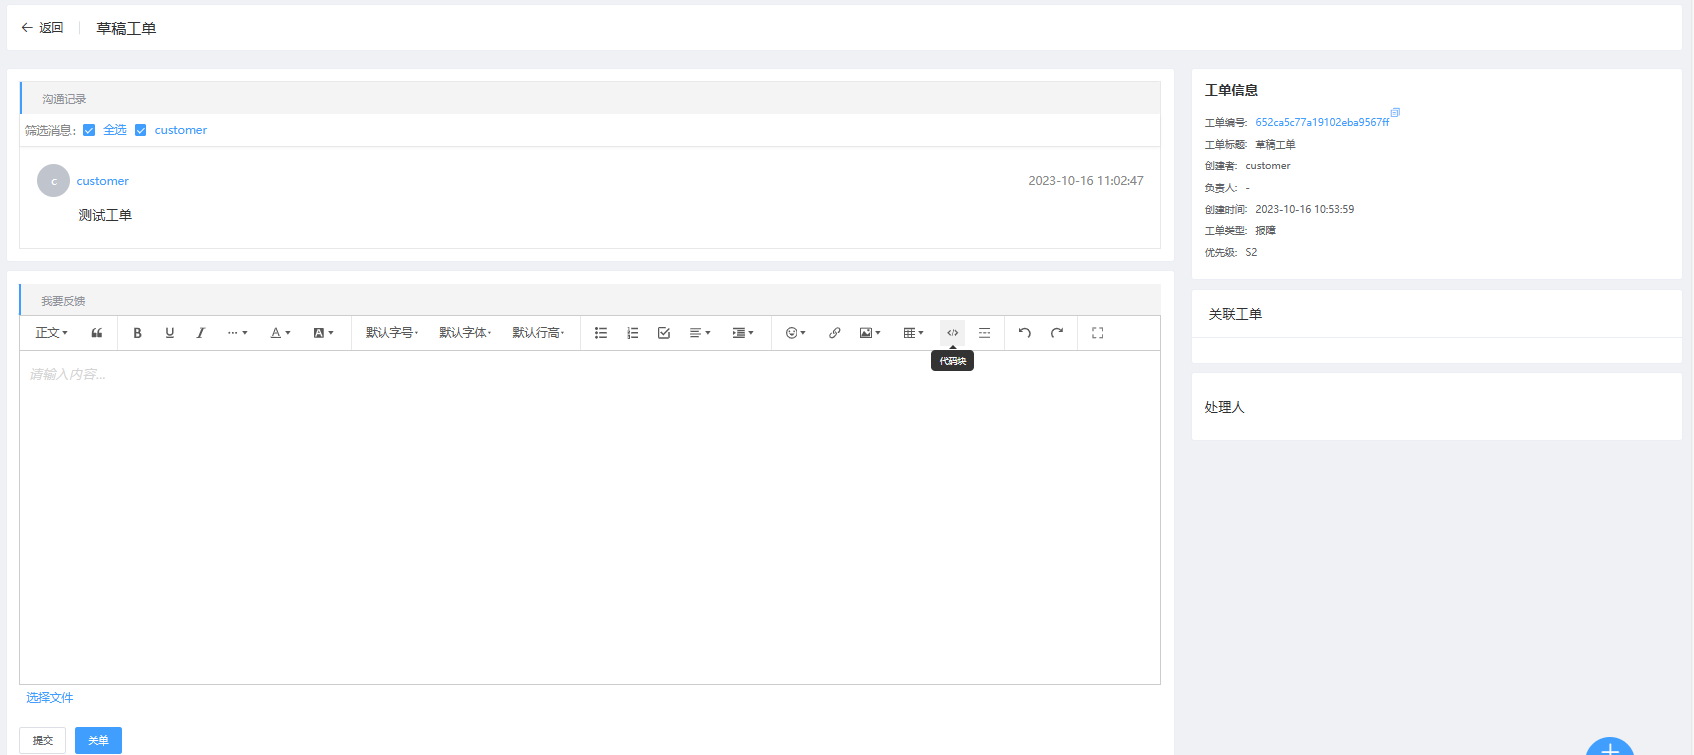 返回
草稿工单
沟通记录
筛选消息: 全选 customer
c customer 2023-10-16 11:02:47
测试工单
我要反馈
正文 默认字号 默认字体 默认行高
代码块
请输入内容...
选择文件
提交 关单
工单信息
工单编号: 652ca5c77a19102eba9567ff
工单标题: 草稿工单
创建者: customer
负责人: -
创建时间: 2023-10-16 10:53:59
工单类型: 报障
优先级: S2
关联工单
处理人